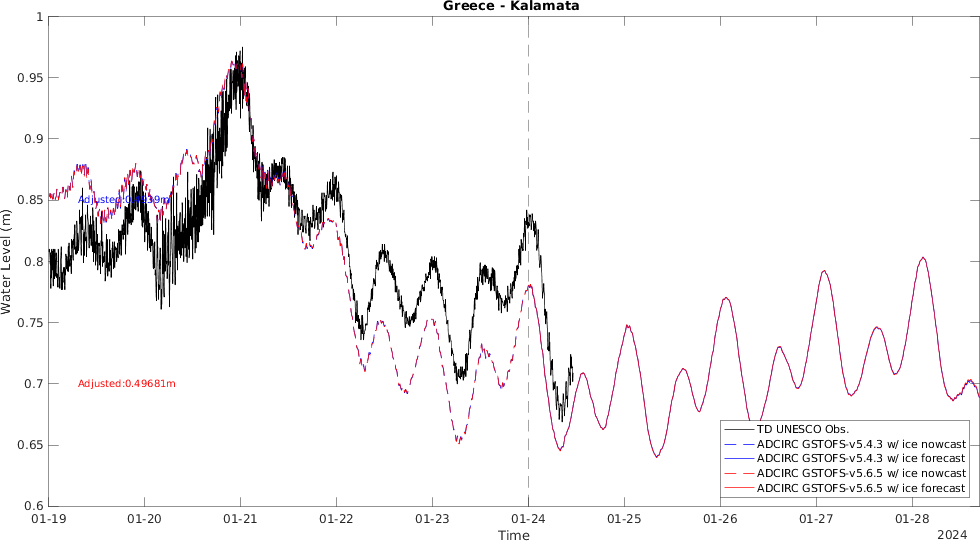 Greece - Kalamata
1
0.95
0.9
0.85
0.8
0.75
0.7
0.65
0.6
Water Level (m)
Adjusted:0.4939m
Adjusted:0.49681m
TD UNESCO Obs.
ADCIRC GSTOFS-v5.4.3 w/ ice nowcast
ADCIRC GSTOFS-v5.4.3 w/ ice forecast
ADCIRC GSTOFS-v5.6.5 w/ ice nowcast
ADCIRC GSTOFS-v5.6.5 w/ ice forecast
01-19 01-20 01-21 01-22 01-23 01-24 01-25 01-26 01-27 01-28
Time
2024